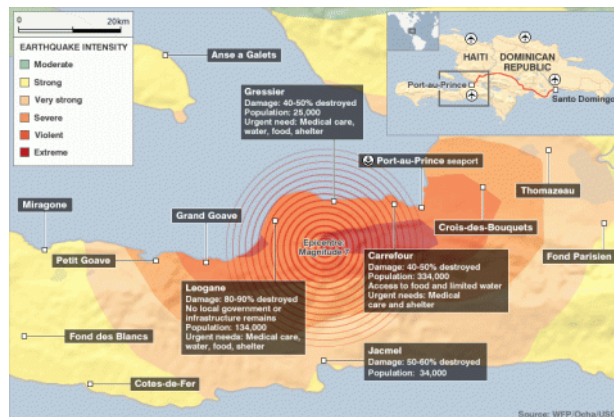 0
20km
EARTHQUAKE INTENSITY
Moderate
Strong
Very strong
Severe
Violent
Extreme
Anse a Galets
HAITI
DOMINICAN
REPUBLIC
Port-au-Prince
Santo Domingo
Gressier
Damage: 40-50% destroyed
Population: 25,000
Urgent need: Medical care,
water, food, shelter
Port-au-Prince seaport
Thomazeau
Miragone
Grand Goave
Crois-des-Bouquets
Epicentre
Magnitude 7
Petit Goave
Fond Parisien
Carrefour
Damage: 40-50% destroyed
Population: 334,000
Access to food and limited water
Urgent needs: Medical
care and shelter
Leogane
Damage: 80-90% destroyed
No local government or
infrastructure remains
Population: 134,000
Urgent needs: Medical care,
water, food, shelter
Fond des Blancs
Jacmel
Damage: 50-60% destroyed
Population: 34,000
Cotes-de-Fer
Source: WFP/Ocha/